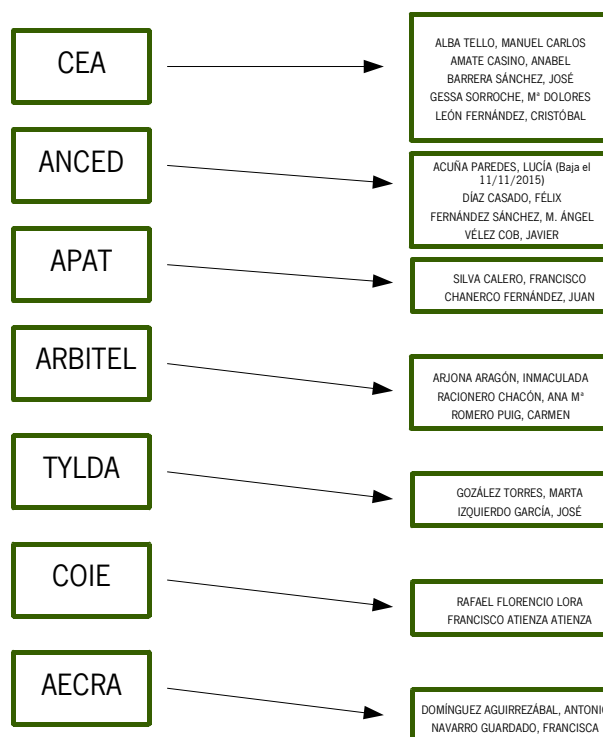 CEA
ALBA TELLO, MANUEL CARLOS
AMATE CASINO, ANABEL
BARRERA SÁNCHEZ, JOSÉ
GESSA SORROCHE, Mª DOLORES
LEÓN FERNÁNDEZ, CRISTÓBAL
ANCED
ACUÑA PAREDES, LUCÍA (Baja el
11/11/2015)
DÍAZ CASADO, FÉLIX
FERNÁNDEZ SÁNCHEZ, M. ÁNGEL
VÉLEZ COB, JAVIER
APAT
SILVA CALERO, FRANCISCO
CHANERCO FERNÁNDEZ, JUAN
ARBITEL
ARJONA ARAGÓN, INMACULADA
RACIONERO CHACÓN, ANA Mª
ROMERO PUIG, CARMEN
TYLDA
GOZÁLEZ TORRES, MARTA
IZQUIERDO GARCÍA, JOSÉ
COIE
RAFAEL FLORENCIO LORA
FRANCISCO ATIENZA ATIENZA
AECRA
DOMÍNGUEZ AGUIRREZÁBAL, ANTONIO
NAVARRO GUARDADO, FRANCISCA